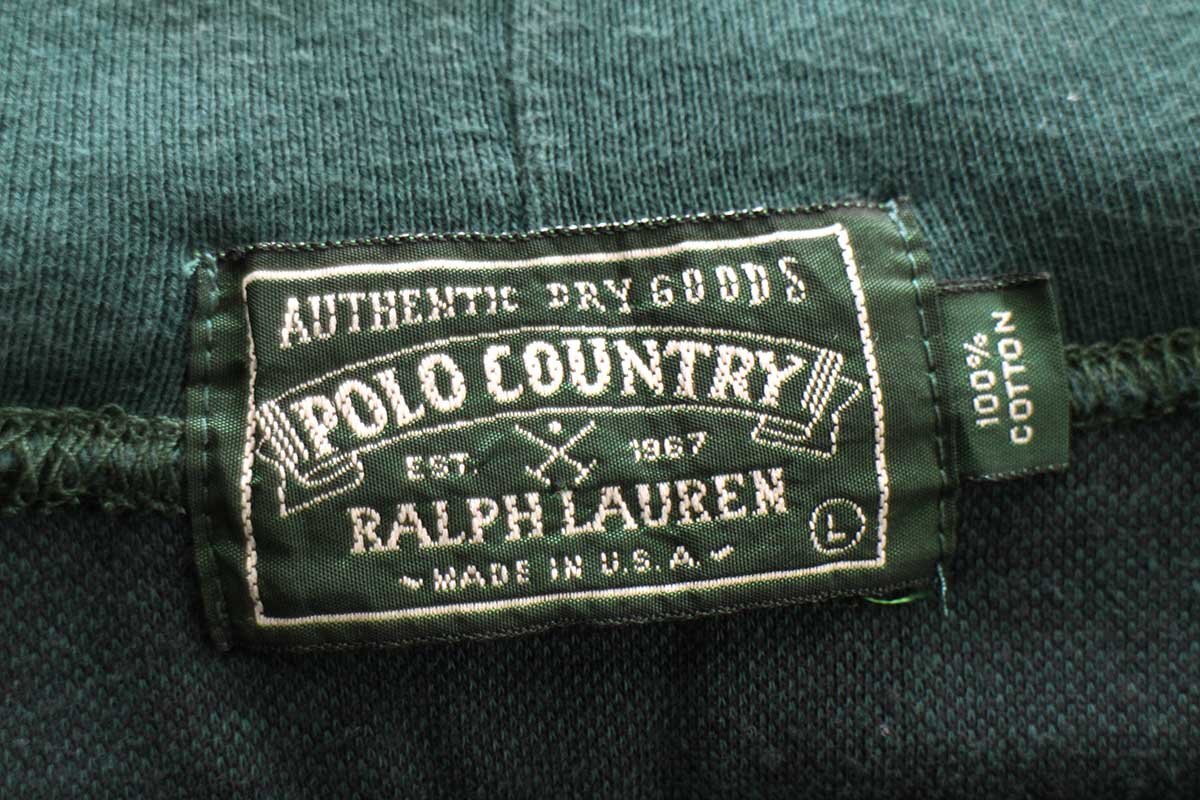 AUTHENTIC DRY GOODS
POLO COUNTRY
EST. 1967
RALPH LAUREN
L
MADE IN U.S.A.
100%
COTTON